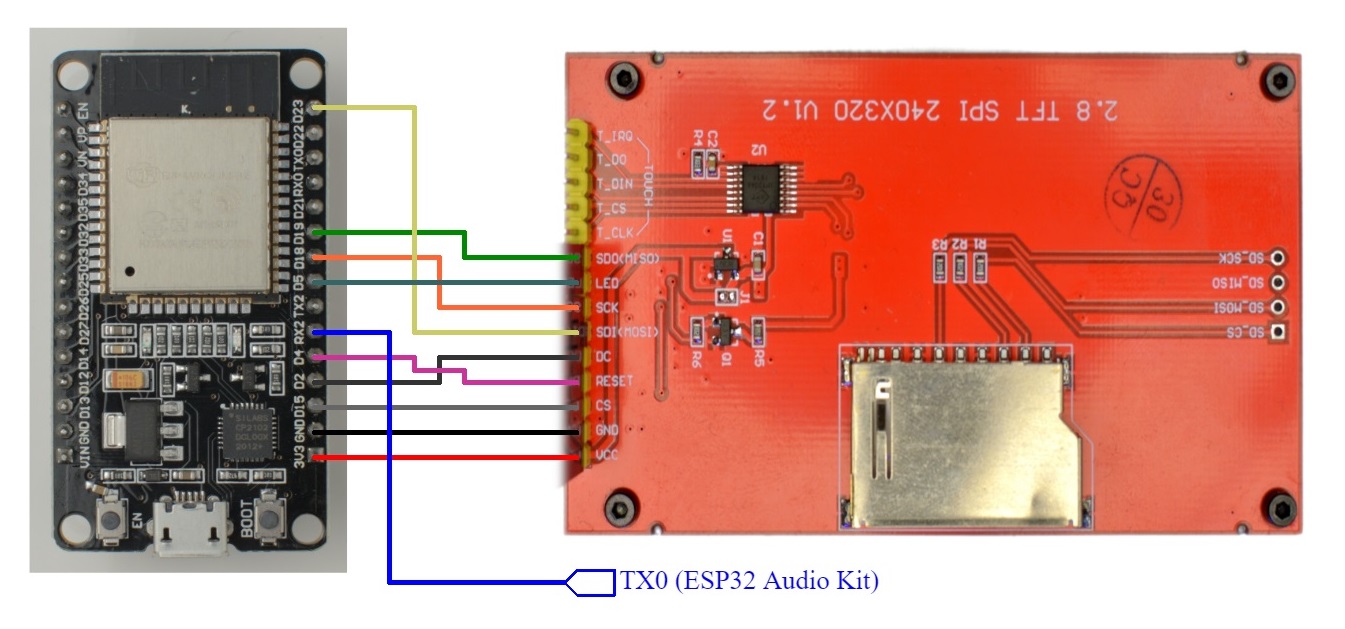 EN
VP
VN
D34
D35
D32
D33
D25
D26
D27
D14
D12
D13
GND
VIN
D23
D22
TX0
RX0
D21
D19
D18
D5
TX2
RX2
D4
D2
D15
GND
3V3
SILABS
CP2102
EN
BOOT
2.8 TFT SPI 240X320 V1.2
T_IRQ
T_DO
T_DIN
T_CS
T_CLK
TOUCH
SDO(MISO)
LED
SCK
SDI(MOSI)
DC
RESET
CS
GND
VCC
R4
C2
U2
U1
C1
J1
R6
Q1
R5
R3
R2
R1
SD_SCK
SD_MISO
SD_MOSI
SD_CS
TX0 (ESP32 Audio Kit)